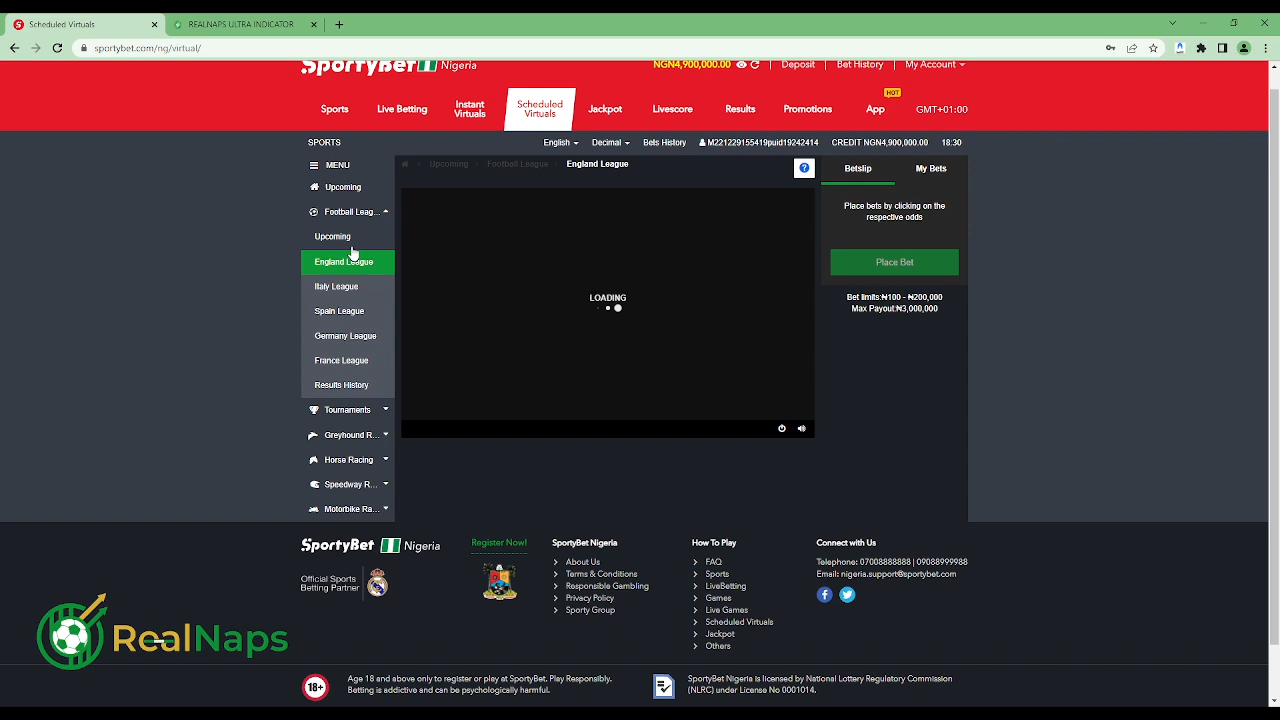 Scheduled Virtuals
REALNAPS ULTRA INDICATOR
sportybet.com/ng/virtual/
SportyBet Nigeria
NGN4,900,000.00
Deposit
Bet History
My Account
Sports
Live Betting
Instant Virtuals
Scheduled Virtuals
Jackpot
Livescore
Results
Promotions
HOT
App
GMT+01:00
SPORTS
English
Decimal
Bets History
M221229155419puid19242414
CREDIT NGN4,900,000.00
18:30
MENU
Upcoming
Football Leag...
Upcoming
England League
Italy League
Spain League
Germany League
France League
Results History
Tournaments
Greyhound R...
Horse Racing
Speedway R...
Motorbike Ra...
Upcoming
Football League
England League
?
LOADING
Betslip
My Bets
Place bets by clicking on the
respective odds
Place Bet
Bet limits:₦100 - ₦200,000
Max Payout:₦3,000,000
SportyBet Nigeria
Official Sports
Betting Partner
Register Now!
SportyBet Nigeria
About Us
Terms & Conditions
Responsible Gambling
Privacy Policy
Sporty Group
How To Play
FAQ
Sports
LiveBetting
Games
Live Games
Scheduled Virtuals
Jackpot
Others
Connect with Us
Telephone: 07008888888 | 09088999988
Email: nigeria.support@sportybet.com
RealNaps
18+
Age 18 and above only to register or play at SportyBet. Play Responsibly.
Betting is addictive and can be psychologically harmful.
SportyBet Nigeria is licensed by National Lottery Regulatory Commission
(NLRC) under License No 0001014.